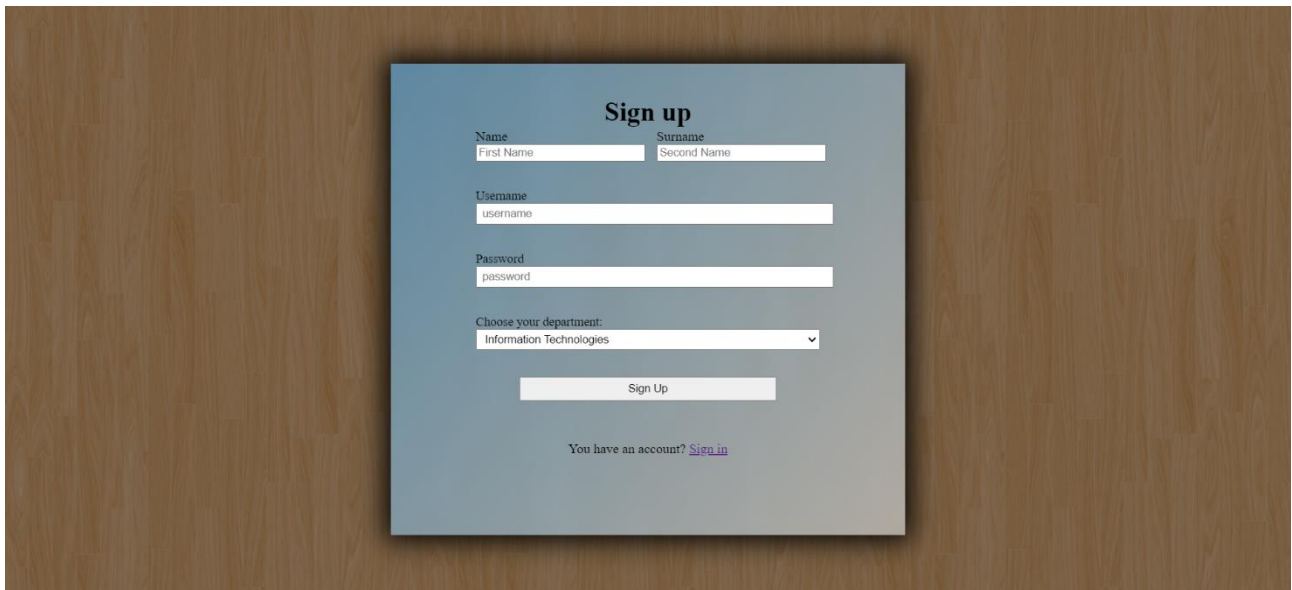 Sign up
Name Surname
First Name Second Name
Username
username
Password
password
Choose your department:
Information Technologies
Sign Up
You have an account? Sign in